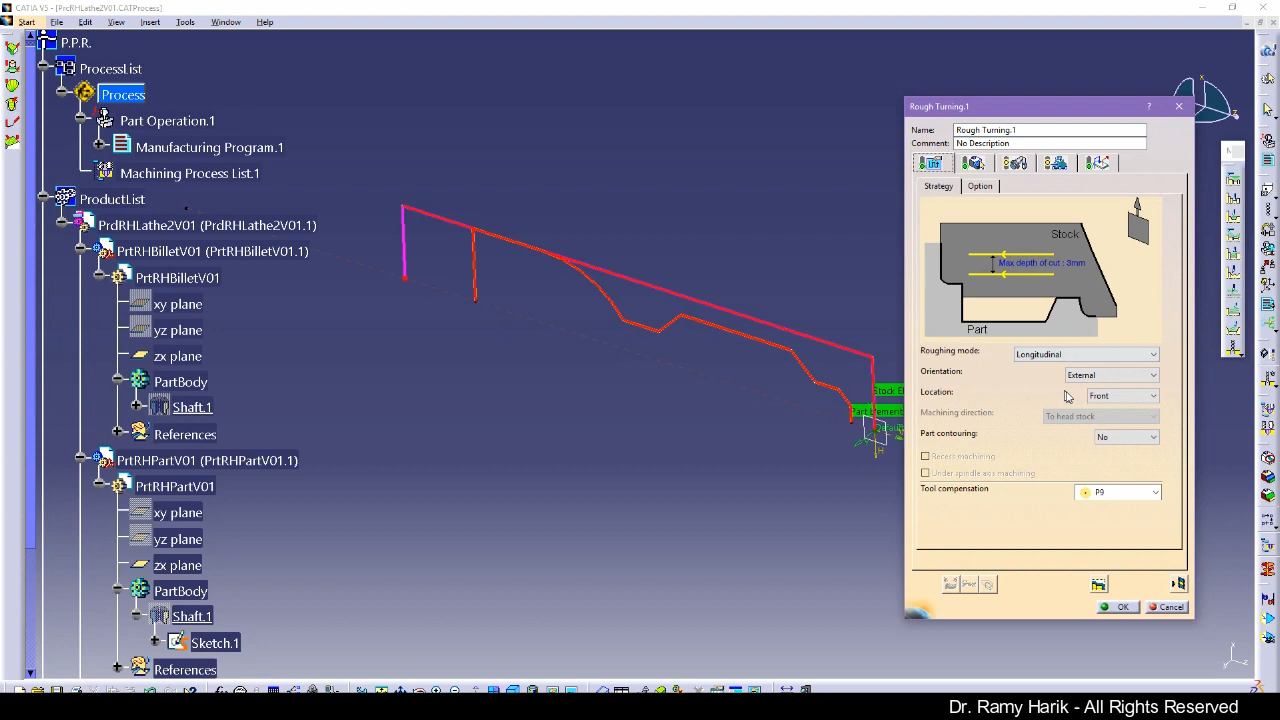 CATIA V5 - [PrcRHLathe2V01.CATProcess]
Start File Edit View Insert Tools Window Help
P.P.R.
ProcessList
Process
Part Operation.1
Manufacturing Program.1
Machining Process List.1
ProductList
PrdRHLathe2V01 (PrdRHLathe2V01.1)
PrtRHBilletV01 (PrtRHBilletV01.1)
PrtRHBilletV01
xy plane
yz plane
zx plane
PartBody
Shaft.1
References
PrtRHPartV01 (PrtRHPartV01.1)
PrtRHPartV01
xy plane
yz plane
zx plane
PartBody
Shaft.1
Sketch.1
References
Stock El
Part Element
Rough Turning.1
?
Name: Rough Turning.1
Comment: No Description
Strategy Option
Stock
Max depth of cut : 3mm
Part
Roughing mode: Longitudinal
Orientation: External
Location: Front
Machining direction: To head stock
Part contouring: No
Recess machining
Under spindle axis machining
Tool compensation P9
OK Cancel
Dr. Ramy Harik - All Rights Reserved